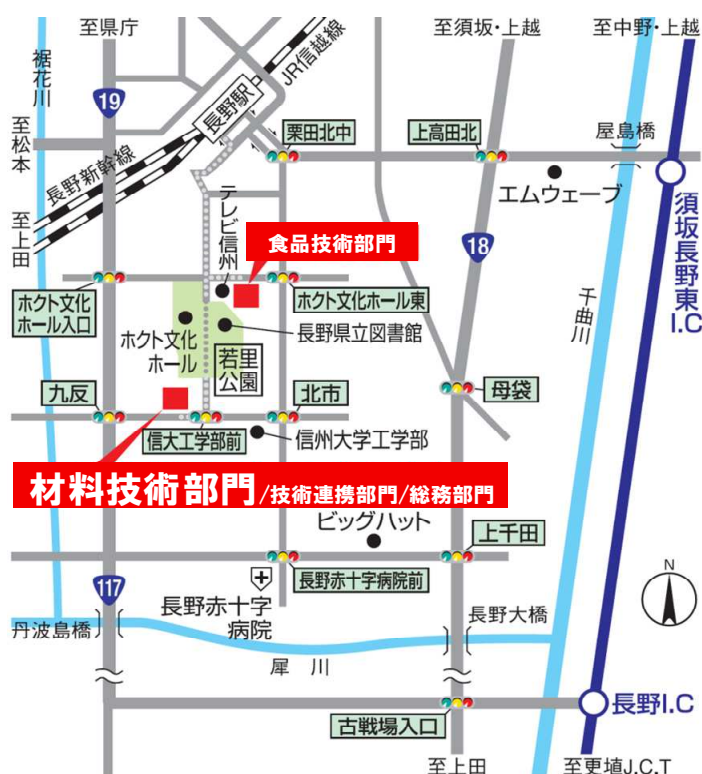 至県庁
至須坂・上越
至中野・上越
裾花川
JR信越線
19
長野駅
至松本
栗田北中
上高田北
屋島橋
長野新幹線
エムウェーブ
至上田
テレビ信州
食品技術部門
須坂長野東I.C
18
ホクト文化
ホール入口
ホクト文化ホール東
千曲川
ホクト文化
ホール
長野県立図書館
若里
公園
九反
北市
母袋
信大工学部前
信州大学工学部
材料技術部門/技術連携部門/総務部門
ビッグハット
上千田
117
長野赤十字病院前
N
長野赤十字
病院
丹波島橋
長野大橋
犀川
長野I.C
古戦場入口
至上田
至更埴J.C.T